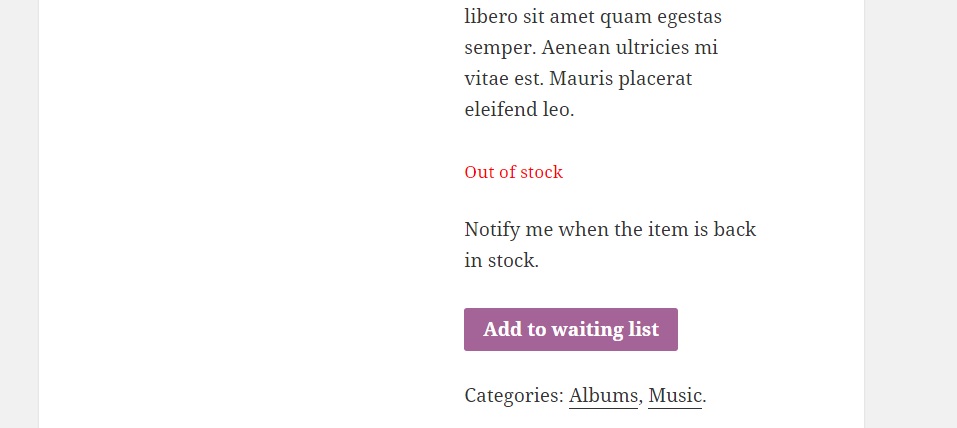 libero sit amet quam egestas
semper. Aenean ultricies mi
vitae est. Mauris placerat
eleifend leo.
Out of stock
Notify me when the item is back
in stock.
Add to waiting list
Categories: Albums, Music.